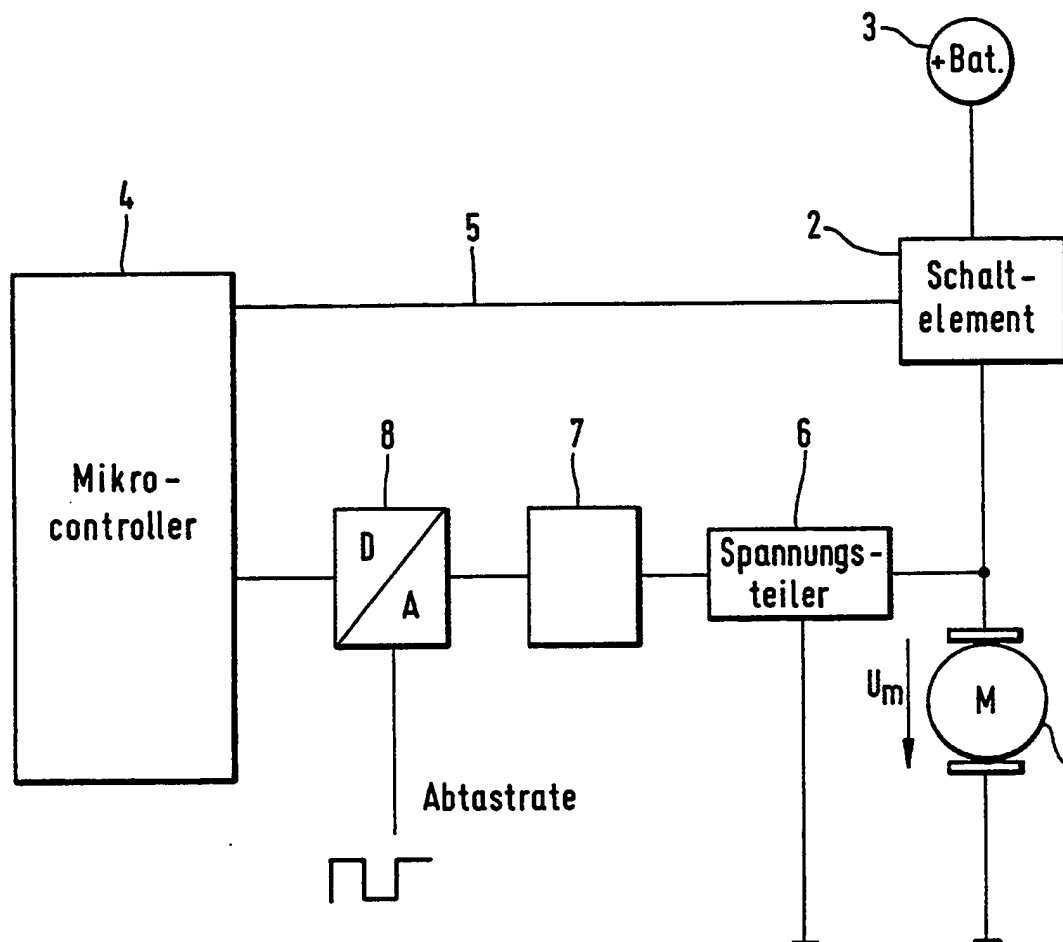 3
+Bat.
4
5
2
Schalt-
element
8
7
6
Mikro-
controller
D
A
Spannungs-
teiler
Um
M
Abtastrate